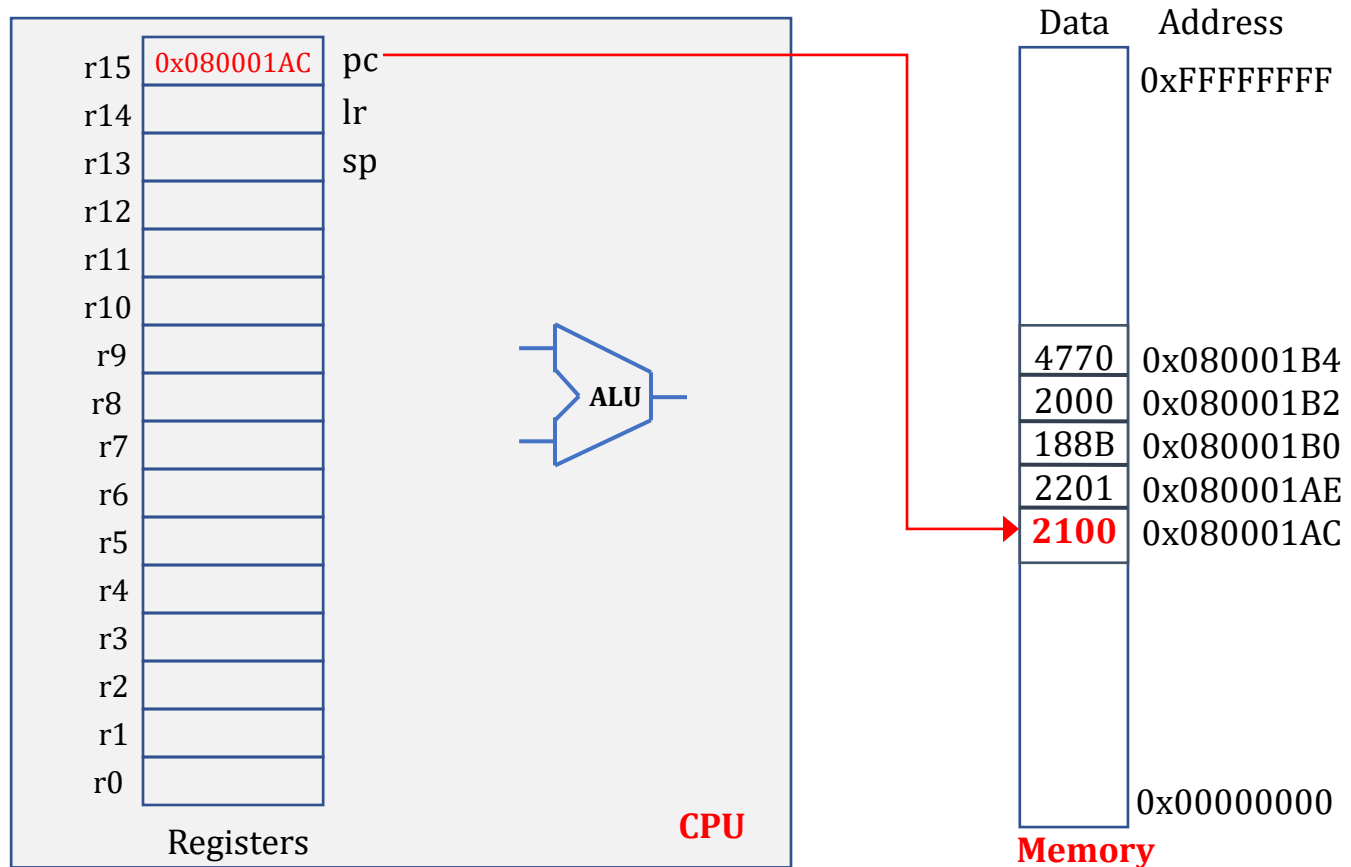 Data Address
r15 0x080001AC pc
0xFFFFFFFF
r14 lr
r13 sp
r12
r11
r10
r9
4770 0x080001B4
r8
ALU
2000 0x080001B2
r7
188B 0x080001B0
r6
2201 0x080001AE
r5
2100 0x080001AC
r4
r3
r2
r1
r0
0x00000000
Registers
CPU
Memory